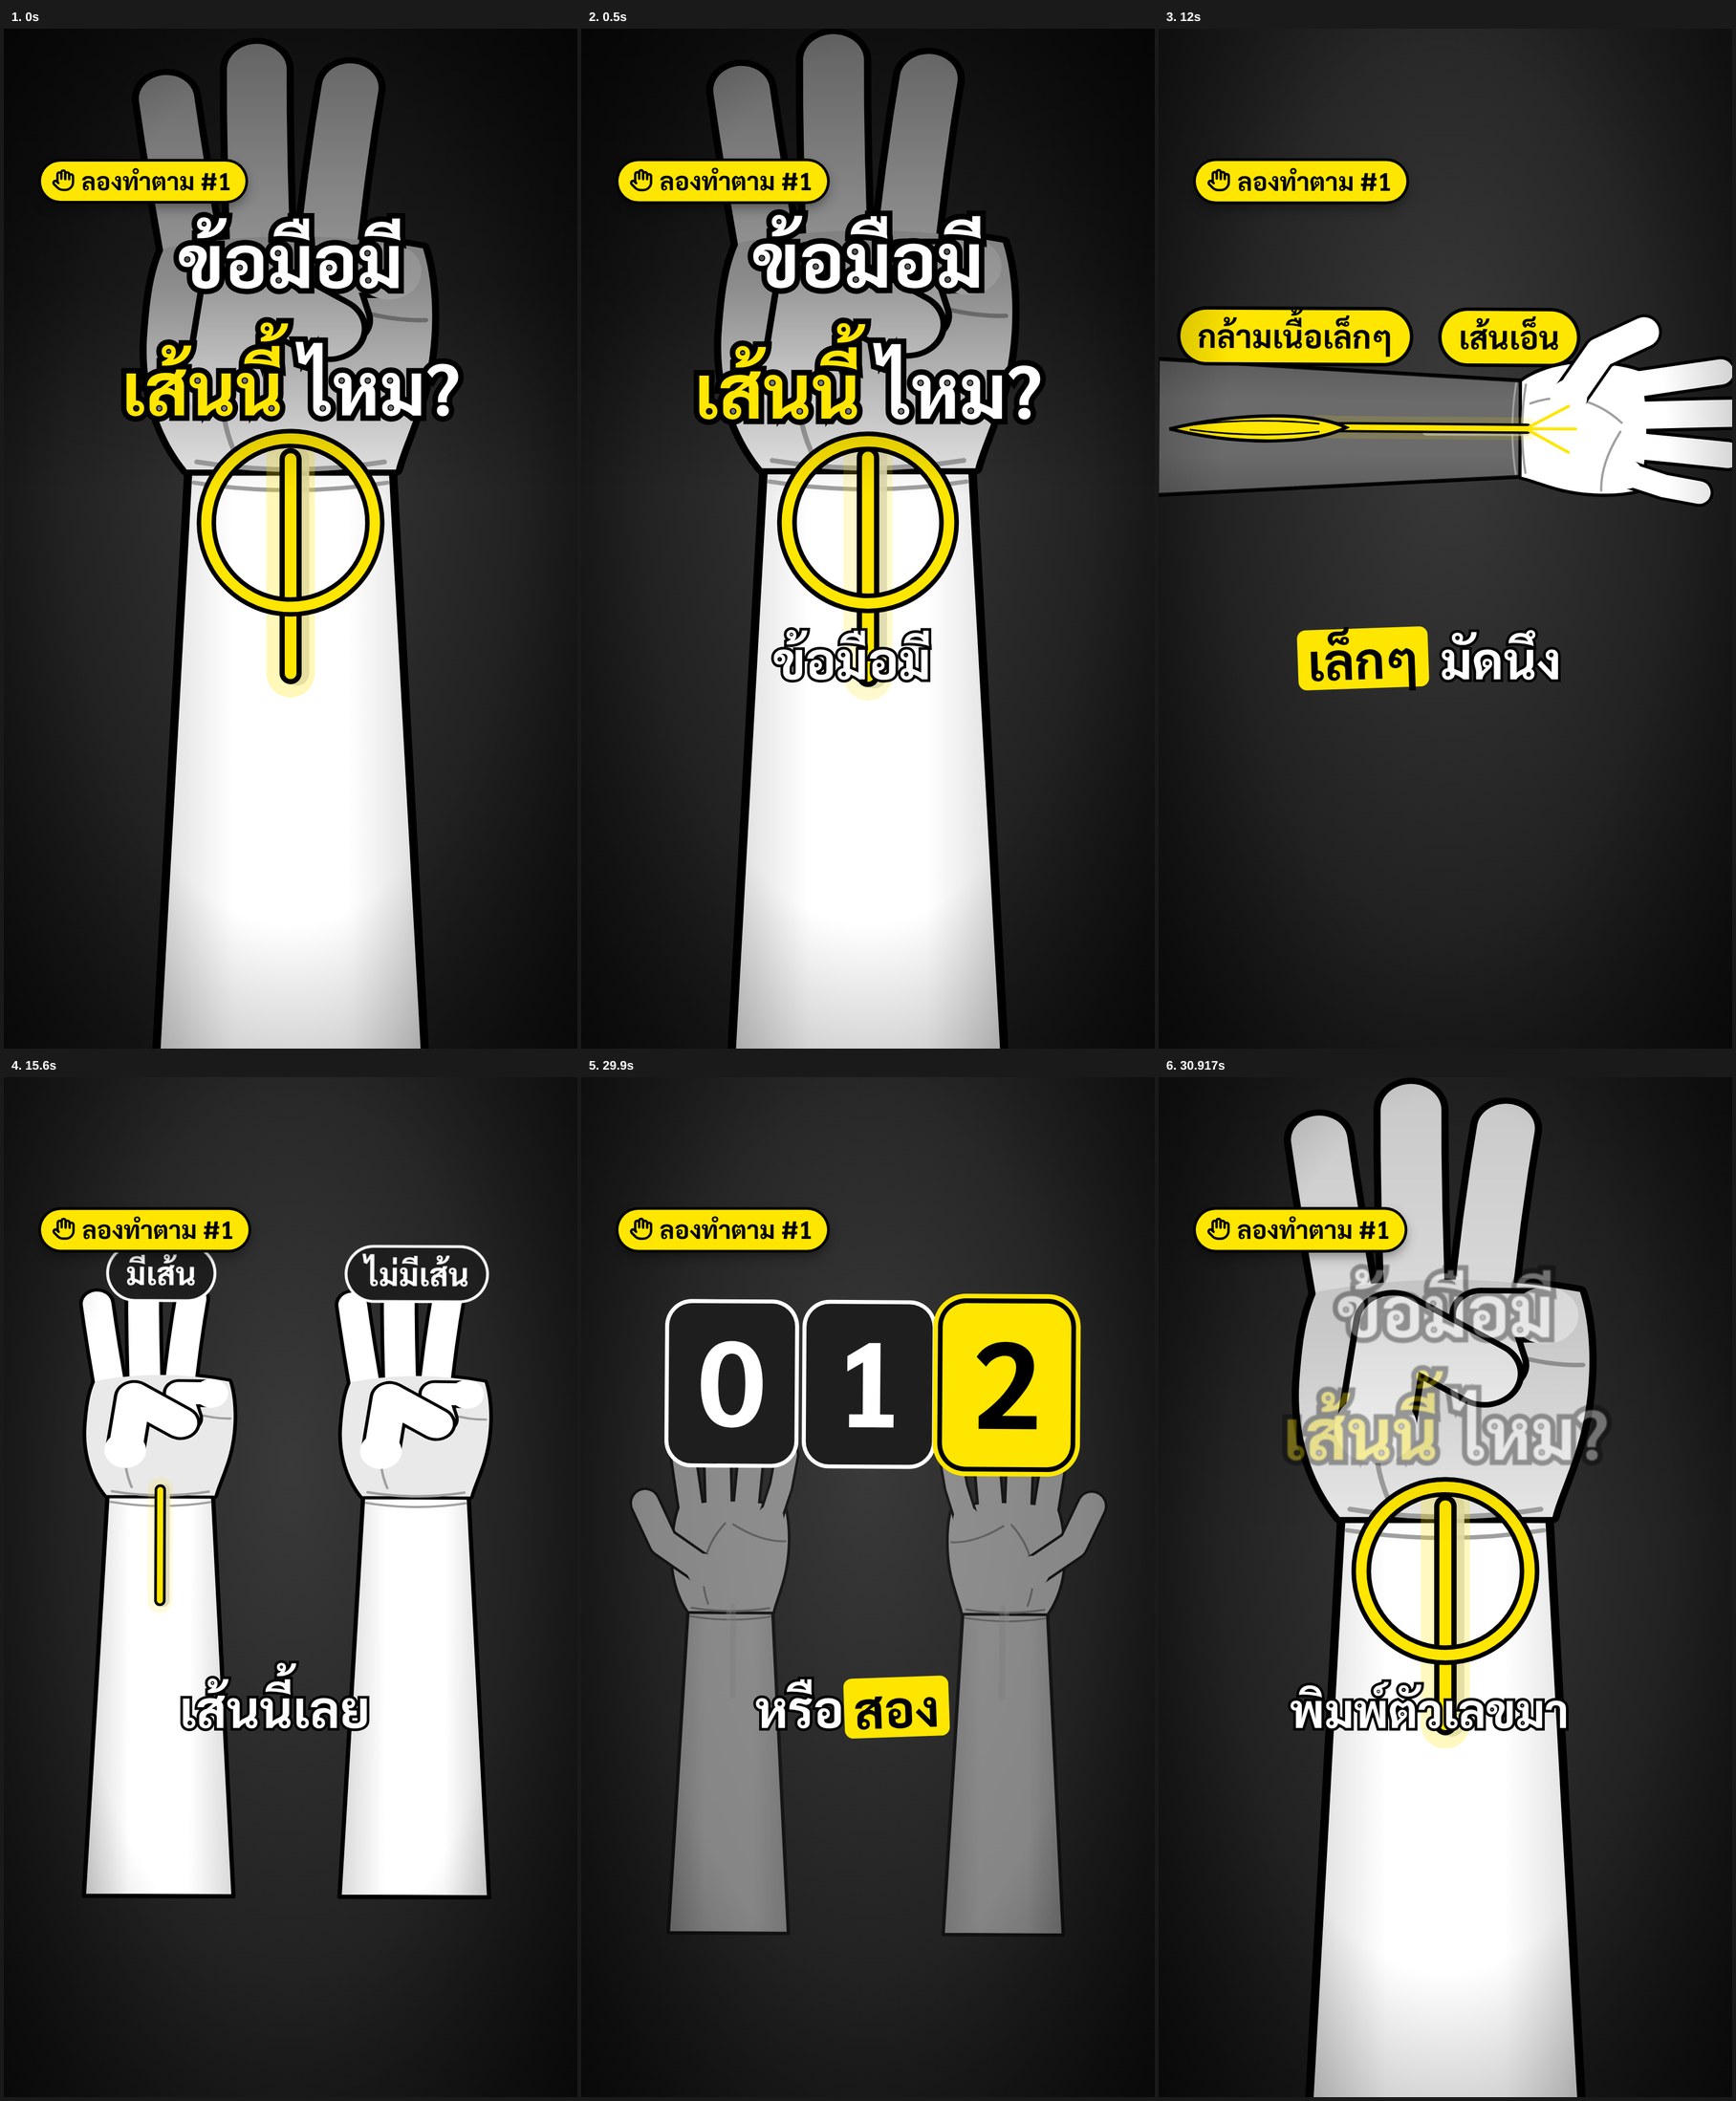 1. 0s
ลองทำตาม #1
ข้อมือมี
เส้นนี้ ไหม?
2. 0.5s
ลองทำตาม #1
ข้อมือมี
เส้นนี้ ไหม?
ข้อมือมี
3. 12s
ลองทำตาม #1
กล้ามเนื้อเล็กๆ เส้นเอ็น
เล็กๆ มัดนึง
4. 15.6s
ลองทำตาม #1
มีเส้น ไม่มีเส้น
เส้นนี้เลย
5. 29.9s
ลองทำตาม #1
0 1 2
หรือ สอง
6. 30.917s
ลองทำตาม #1
ข้อมือมี
เส้นนี้ ไหม?
พิมพ์ตัวเลขมา